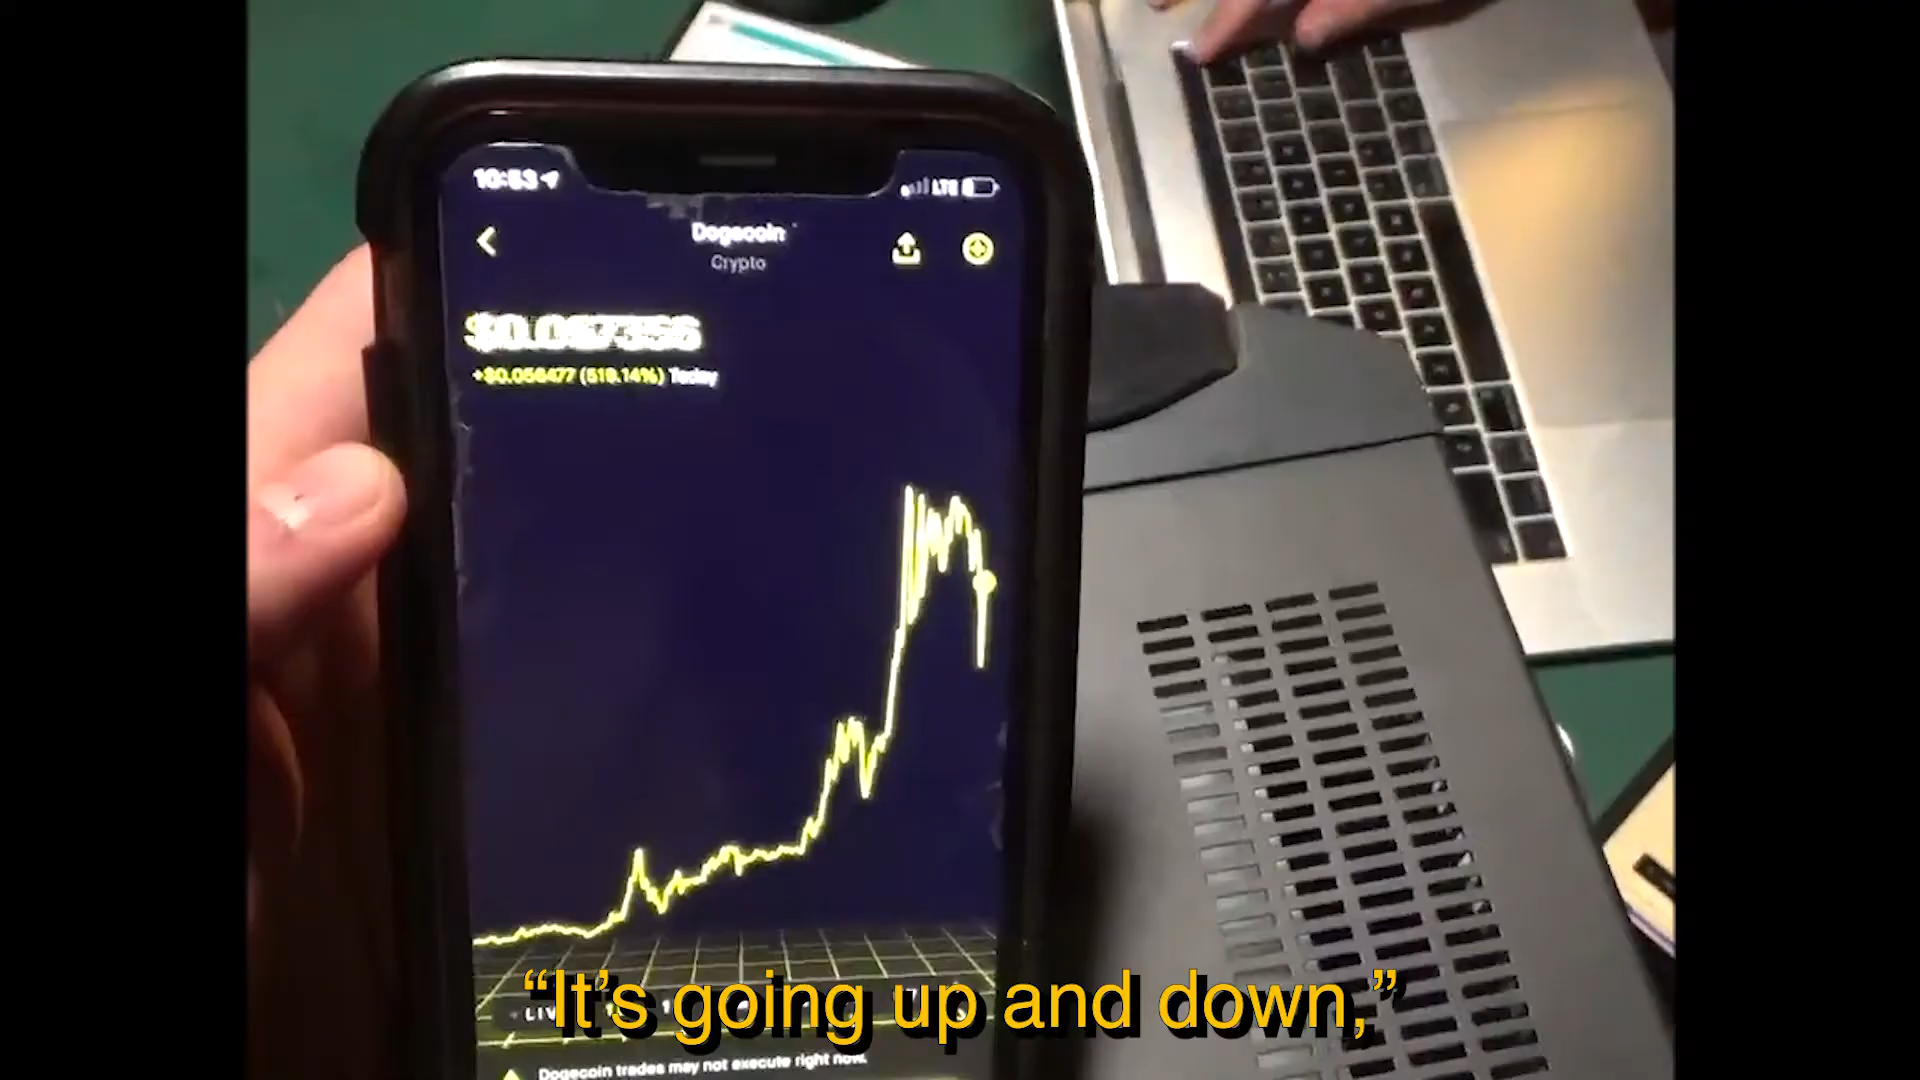 10:53
LTE
Dogecoin
Crypto
$0.067356
+$0.056477 (519.14%) Today
LIV
“It’s going up and down,”
Dogecoin trades may not execute right now.